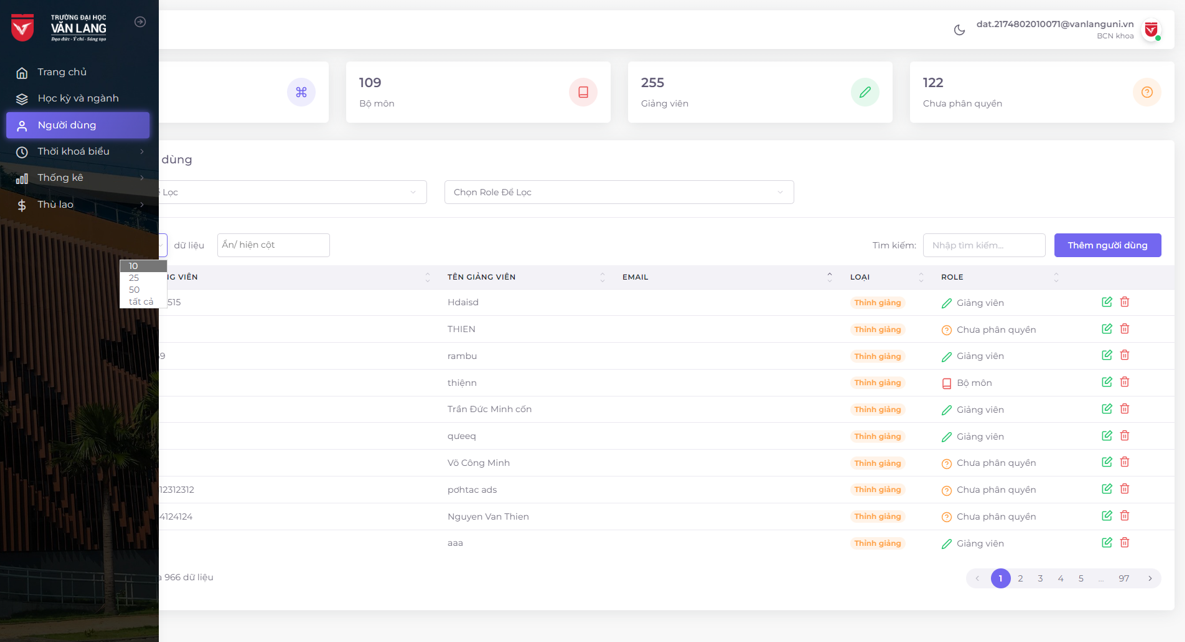 TRƯỜNG ĐẠI HỌC
VĂN LANG
Đạo đức - Ý chí - Sáng tạo
Trang chủ
Học kỳ và ngành
Người dùng
Thời khoá biểu
Thống kê
Thù lao
dat.2174802010071@vanlanguni.vn
BCN khoa
109
Bộ môn
255
Giảng viên
122
Chưa phân quyền
dùng
Lọc
Chọn Role Để Lọc
dữ liệu
Ẩn/ hiện cột
Tìm kiếm:
Nhập tìm kiếm...
Thêm người dùng
10
25
50
tất cả
NG VIÊN
TÊN GIẢNG VIÊN
EMAIL
LOẠI
ROLE
515 Hdaisd Thỉnh giảng Giảng viên
THIEN Thỉnh giảng Chưa phân quyền
9 rambu Thỉnh giảng Giảng viên
thiệnn Thỉnh giảng Bộ môn
Trần Đức Minh cồn Thỉnh giảng Giảng viên
qưeeq Thỉnh giảng Giảng viên
Võ Công Minh Thỉnh giảng Chưa phân quyền
12312312 pơhtac ads Thỉnh giảng Chưa phân quyền
4124124 Nguyen Van Thien Thỉnh giảng Chưa phân quyền
aaa Thỉnh giảng Giảng viên
966 dữ liệu
1 2 3 4 5 ... 97